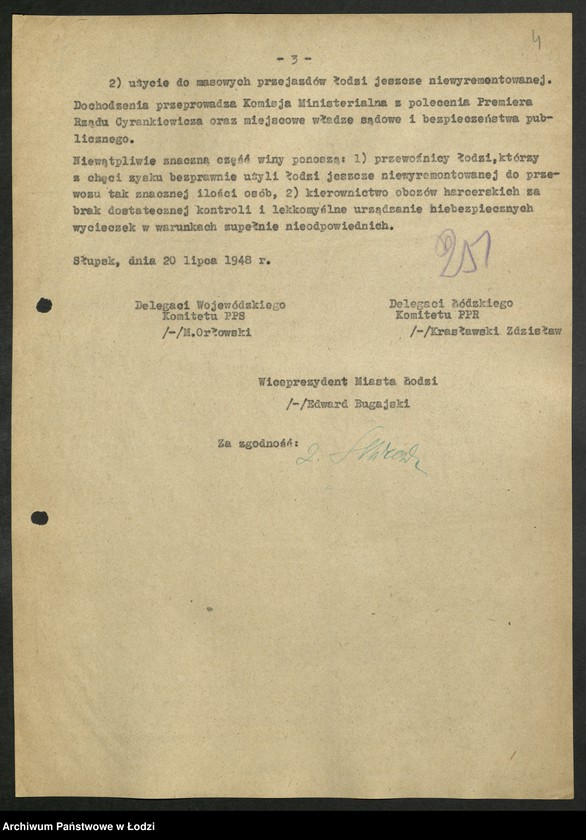 4
- 3 -
2) użycie do masowych przejazdów łodzi jeszcze niewyremontowanej.
Dochodzenia przeprowadza Komisja Ministerialna z polecenia Premiera
Rządu Cyrankiewicza oraz miejscowe władze sądowe i bezpieczeństwa pub-
licznego.
Niewątpliwie znaczną część winy ponoszą: 1) przewoźnicy łodzi,którzy
z chęci zysku bezprawnie użyli łodzi jeszcze niewyremontowanej do prze-
wozu tak znacznej ilości osób, 2) kierownictwo obozów harcerskich za
brak dostatecznej kontroli i lekkomyślne urządzanie niebezpiecznych
wycieczek w warunkach zupełnie nieodpowiednich.
251
Słupsk, dnia 20 lipca 1948 r.
Delegaci Wojewódzkiego
Komitetu PPS
/-/M.Orłowski
Delegaci Łódzkiego
Komitetu PPR
/-/Krasławski Zdzisław
Wiceprezydent Miasta Łodzi
/-/Edward Bugajski
Za zgodność:
Archiwum Państwowe w Łodzi